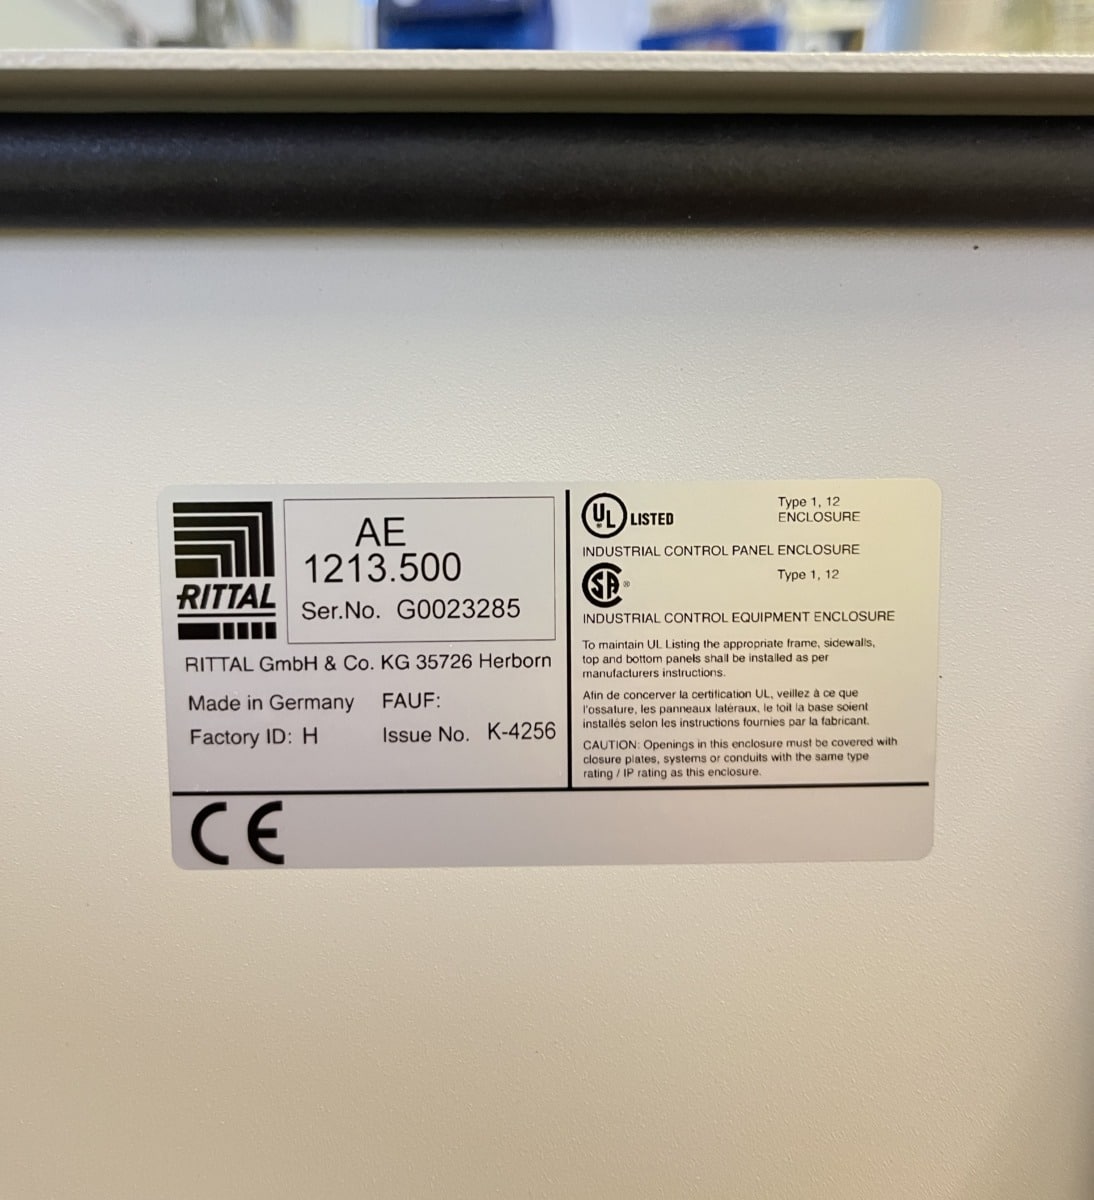 RITTAL
AE
1213.500
Ser.No. G0023285
RITTAL GmbH & Co. KG 35726 Herborn
Made in Germany FAUF:
Factory ID: H Issue No. K-4256
CE
UL LISTED Type 1, 12
ENCLOSURE
INDUSTRIAL CONTROL PANEL ENCLOSURE
SA ® Type 1, 12
INDUSTRIAL CONTROL EQUIPMENT ENCLOSURE
To maintain UL Listing the appropriate frame, sidewalls,
top and bottom panels shall be installed as per
manufacturers instructions.
Afin de concerver la certification UL, veillez à ce que
l'ossature, les panneaux latéraux, le toit la base soient
installés selon les instructions fournies par la fabricant.
CAUTION: Openings in this enclosure must be covered with
closure plates, systems or conduits with the same type
rating / IP rating as this enclosure.